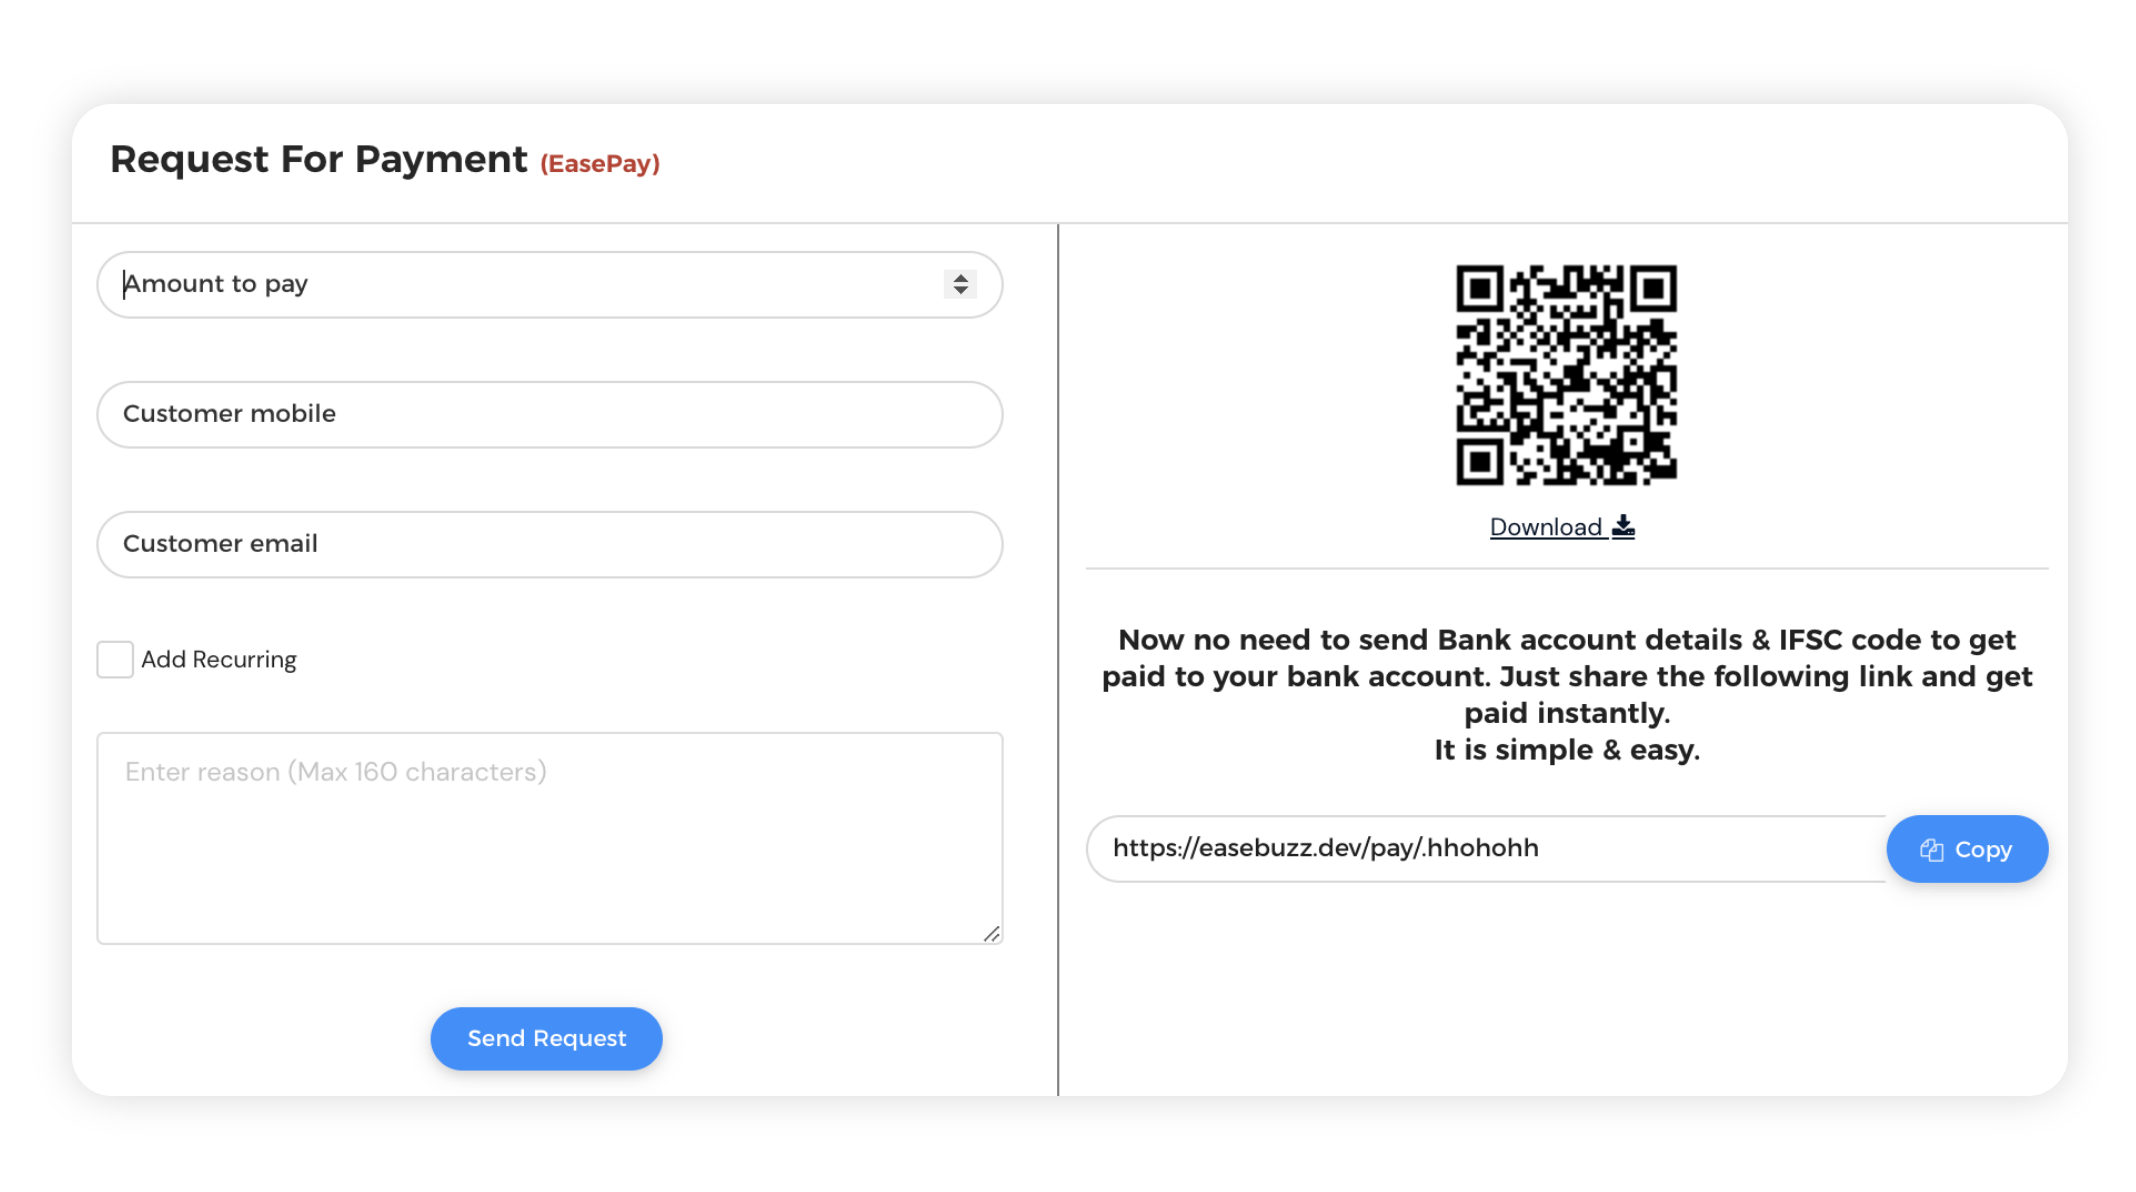 Request For Payment (EasePay)
Amount to pay
Customer mobile
Customer email
Add Recurring
Enter reason (Max 160 characters)
Send Request
Download
Now no need to send Bank account details & IFSC code to get
paid to your bank account. Just share the following link and get
paid instantly.
It is simple & easy.
https://easebuzz.dev/pay/.hhohohh
Copy